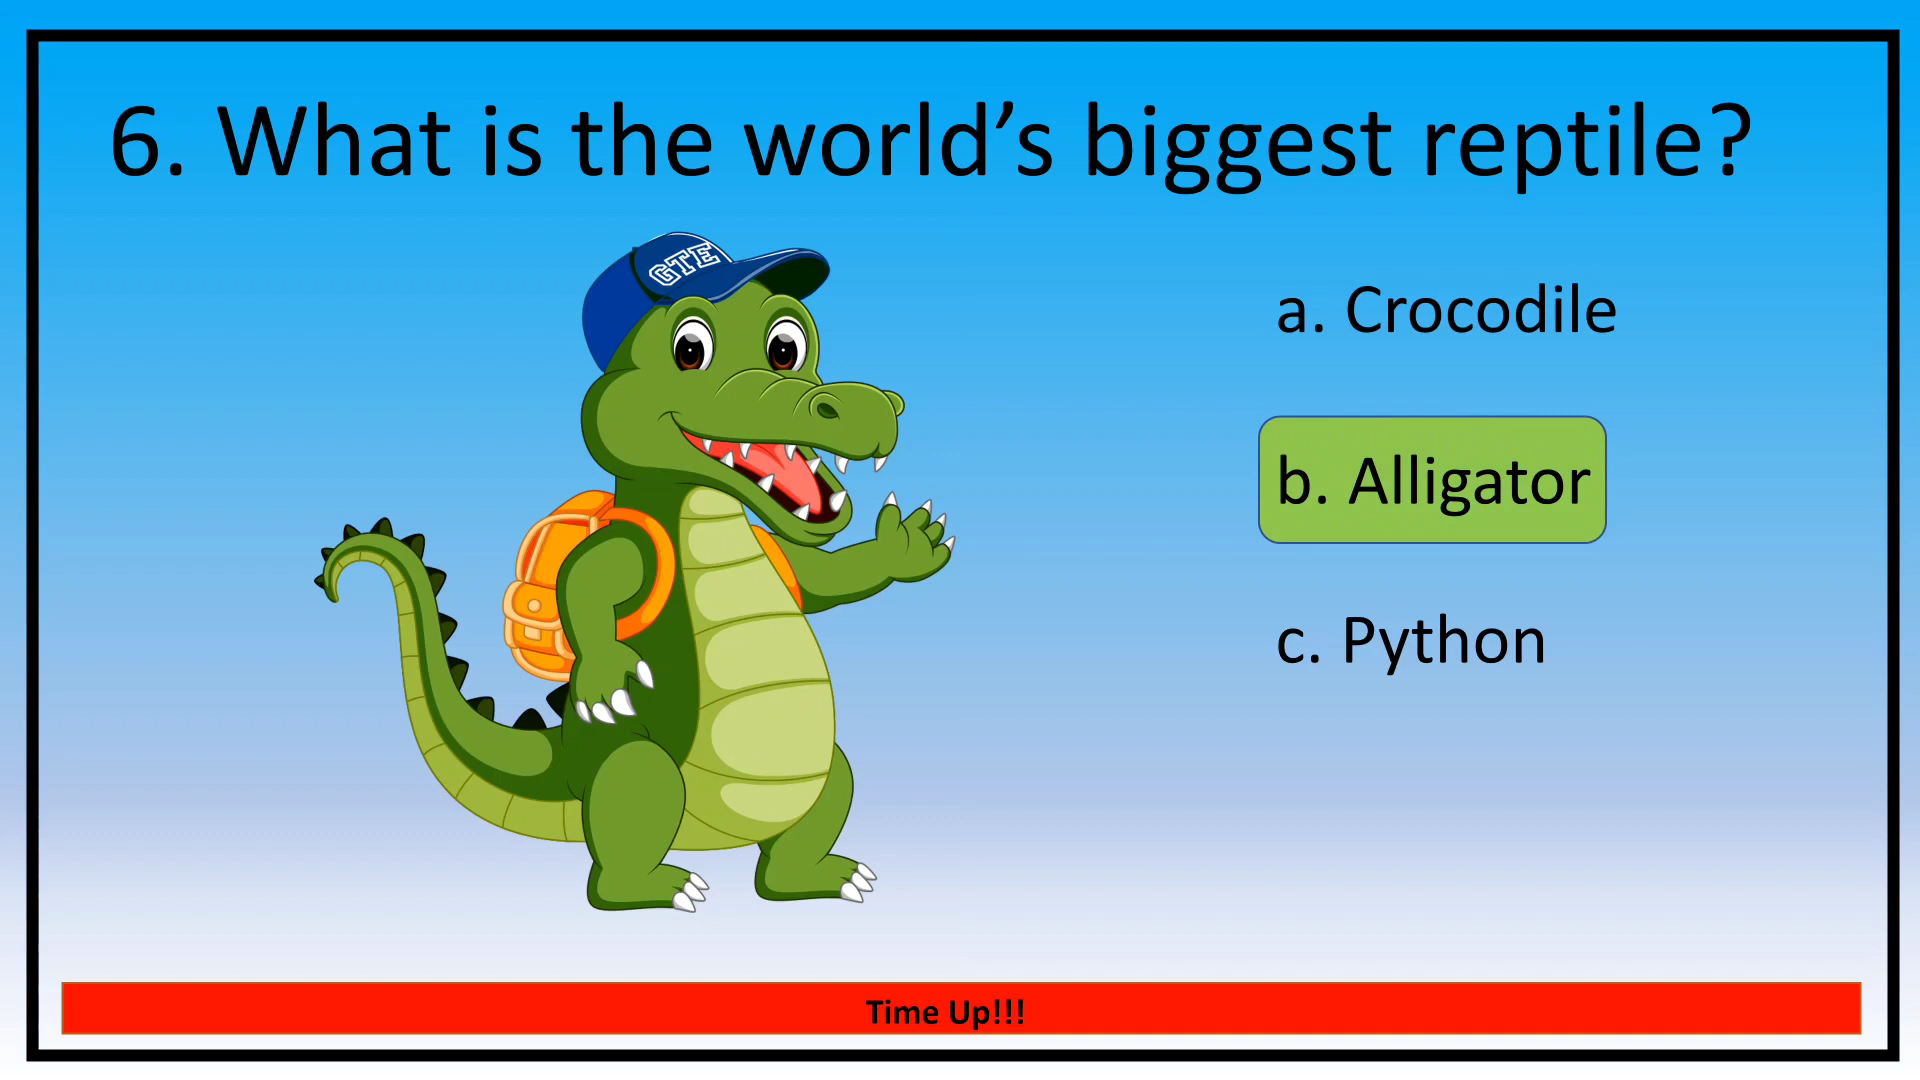 6. What is the world’s biggest reptile?
GTE
a. Crocodile
b. Alligator
c. Python
Time Up!!!